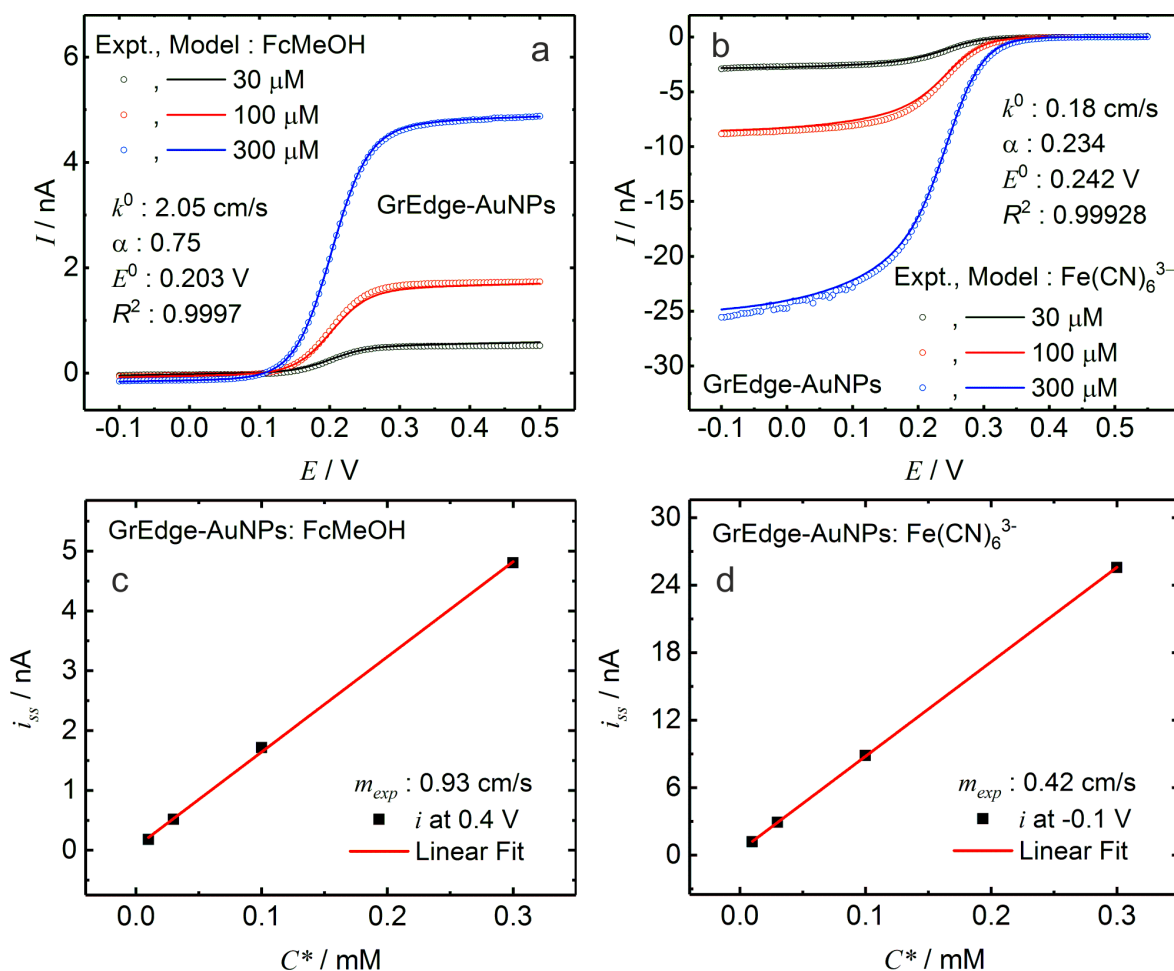 a
Expt., Model : FcMeOH
, 30 μM
, 100 μM
, 300 μM
GrEdge-AuNPs
k⁰ : 2.05 cm/s
α : 0.75
E⁰ : 0.203 V
R² : 0.9997
6
4
2
0
I / nA
-0.1 0.0 0.1 0.2 0.3 0.4 0.5
E / V
b
k⁰ : 0.18 cm/s
α : 0.234
E⁰ : 0.242 V
R² : 0.99928
Expt., Model : Fe(CN)₆³⁻
, 30 μM
, 100 μM
, 300 μM
GrEdge-AuNPs
0
-5
-10
-15
-20
-25
-30
I / nA
-0.1 0.0 0.1 0.2 0.3 0.4 0.5
E / V
GrEdge-AuNPs: FcMeOH
c
m_exp : 0.93 cm/s
i at 0.4 V
Linear Fit
5
4
3
2
1
0
i_ss / nA
0.0 0.1 0.2 0.3
C* / mM
GrEdge-AuNPs: Fe(CN)₆³⁻
d
m_exp : 0.42 cm/s
i at -0.1 V
Linear Fit
30
24
18
12
6
0
i_ss / nA
0.0 0.1 0.2 0.3
C* / mM